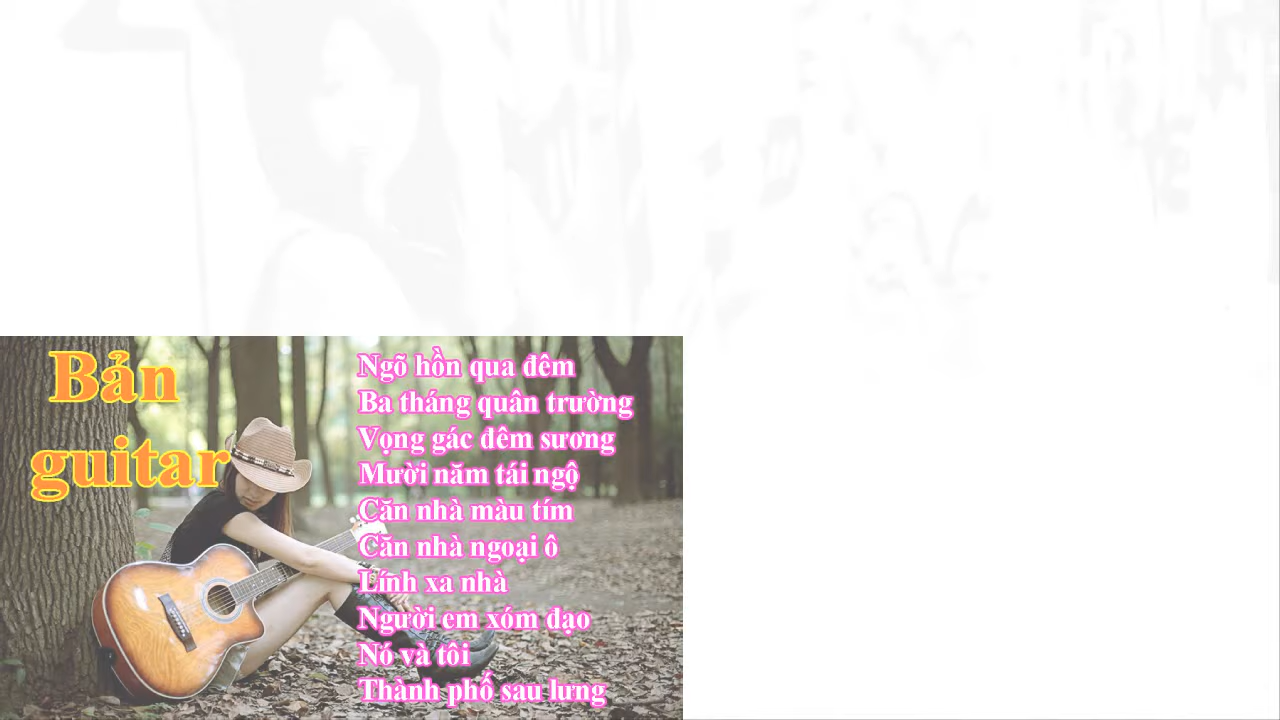 Bản
guitar
Ngõ hồn qua đêm
Ba tháng quân trường
Vọng gác đêm sương
Mười năm tái ngộ
Căn nhà màu tím
Căn nhà ngoại ô
Lính xa nhà
Người em xóm đạo
Nó và tôi
Thành phố sau lưng